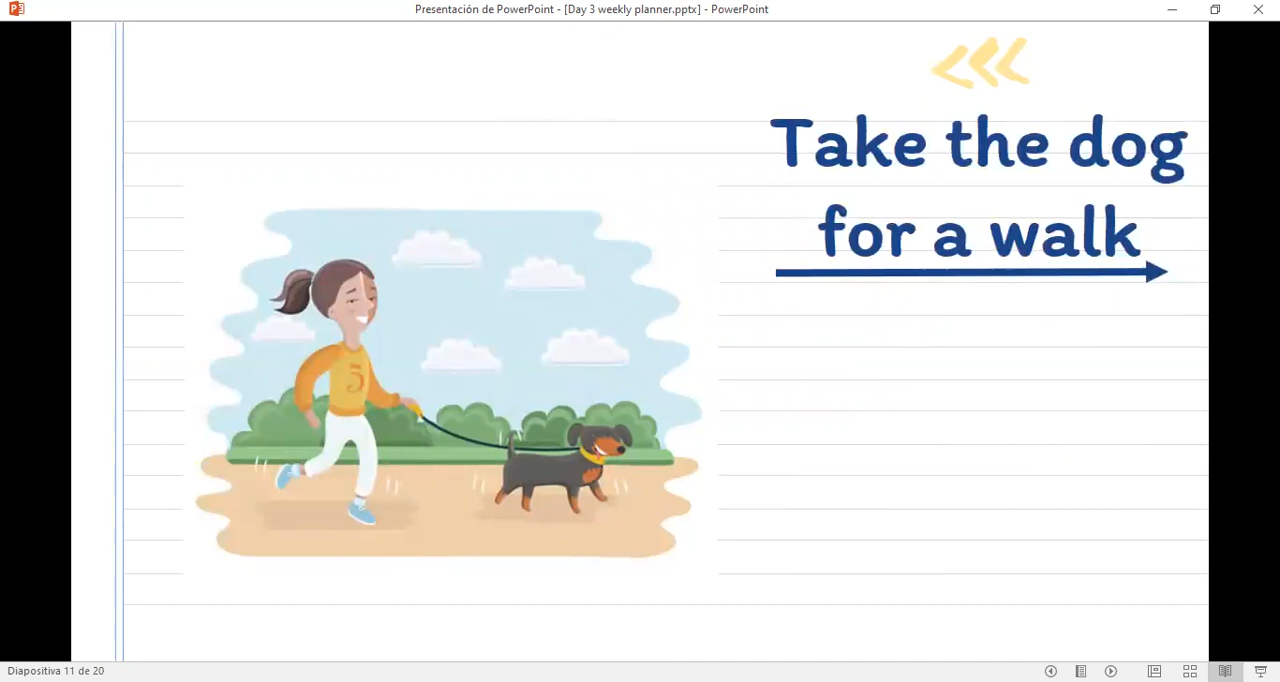 Presentación de PowerPoint - [Day 3 weekly planner.pptx] - PowerPoint
Take the dog
for a walk
5
Diapositiva 11 de 20